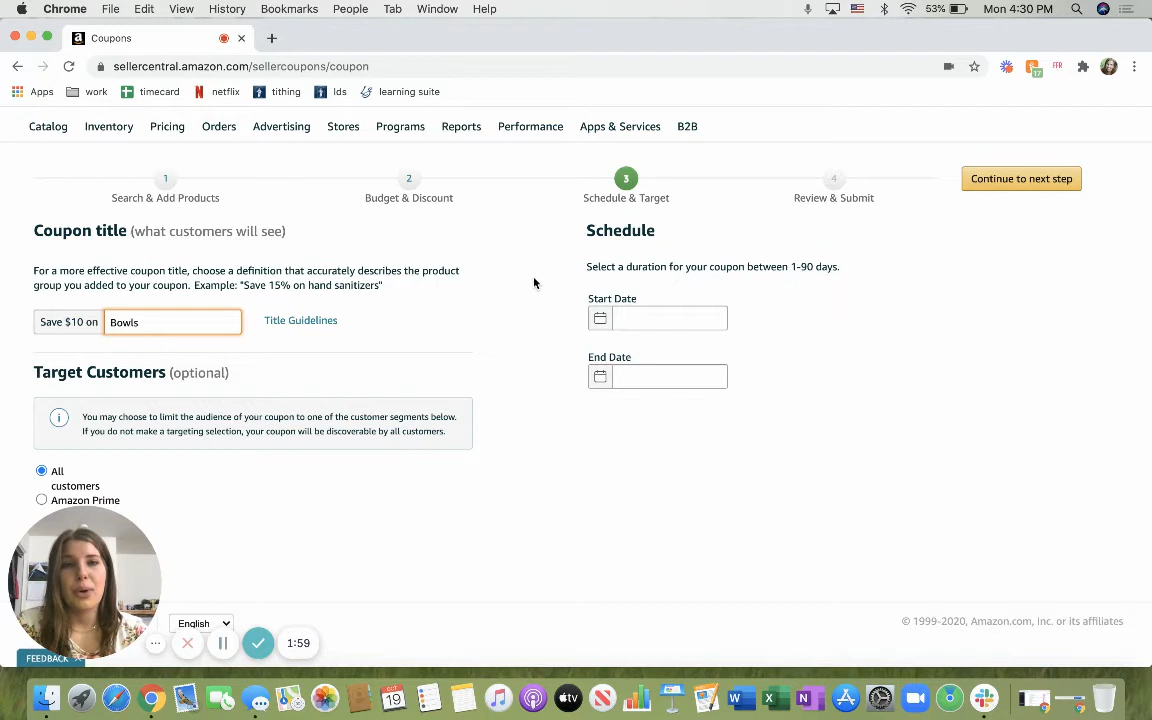 Chrome File Edit View History Bookmarks People Tab Window Help 53% Mon 4:30 PM
Coupons
sellercentral.amazon.com/sellercoupons/coupon 17 FFR
Apps work timecard netflix tithing lds learning suite
Catalog Inventory Pricing Orders Advertising Stores Programs Reports Performance Apps & Services B2B
1 2 3 4 Continue to next step
Search & Add Products Budget & Discount Schedule & Target Review & Submit
Coupon title (what customers will see)
For a more effective coupon title, choose a definition that accurately describes the product
group you added to your coupon. Example: "Save 15% on hand sanitizers"
Save $10 on Bowls Title Guidelines
Target Customers (optional)
You may choose to limit the audience of your coupon to one of the customer segments below.
If you do not make a targeting selection, your coupon will be discoverable by all customers.
All
customers
Amazon Prime
Schedule
Select a duration for your coupon between 1-90 days.
Start Date
End Date
English
© 1999-2020, Amazon.com, Inc. or its affiliates
1:59
FEEDBACK
OCT
19
tv
W X N